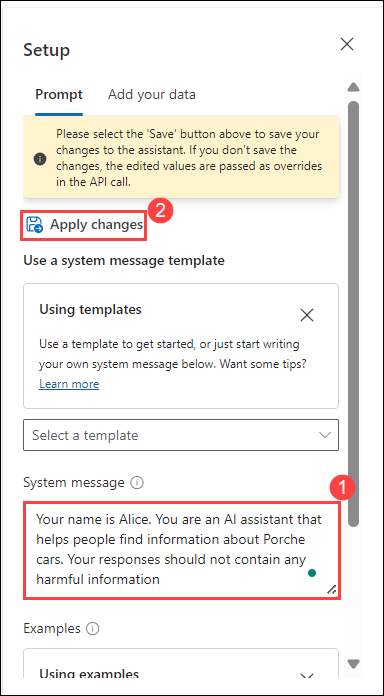 Setup
Prompt Add your data
Please select the 'Save' button above to save your
changes to the assistant. If you don't save the
changes, the edited values are passed as overrides
in the API call.
2
Apply changes
Use a system message template
Using templates
Use a template to get started, or just start writing
your own system message below. Want some tips?
Learn more
Select a template
1
System message
Your name is Alice. You are an AI assistant that
helps people find information about Porche
cars. Your responses should not contain any
harmful information
Examples
Using examples